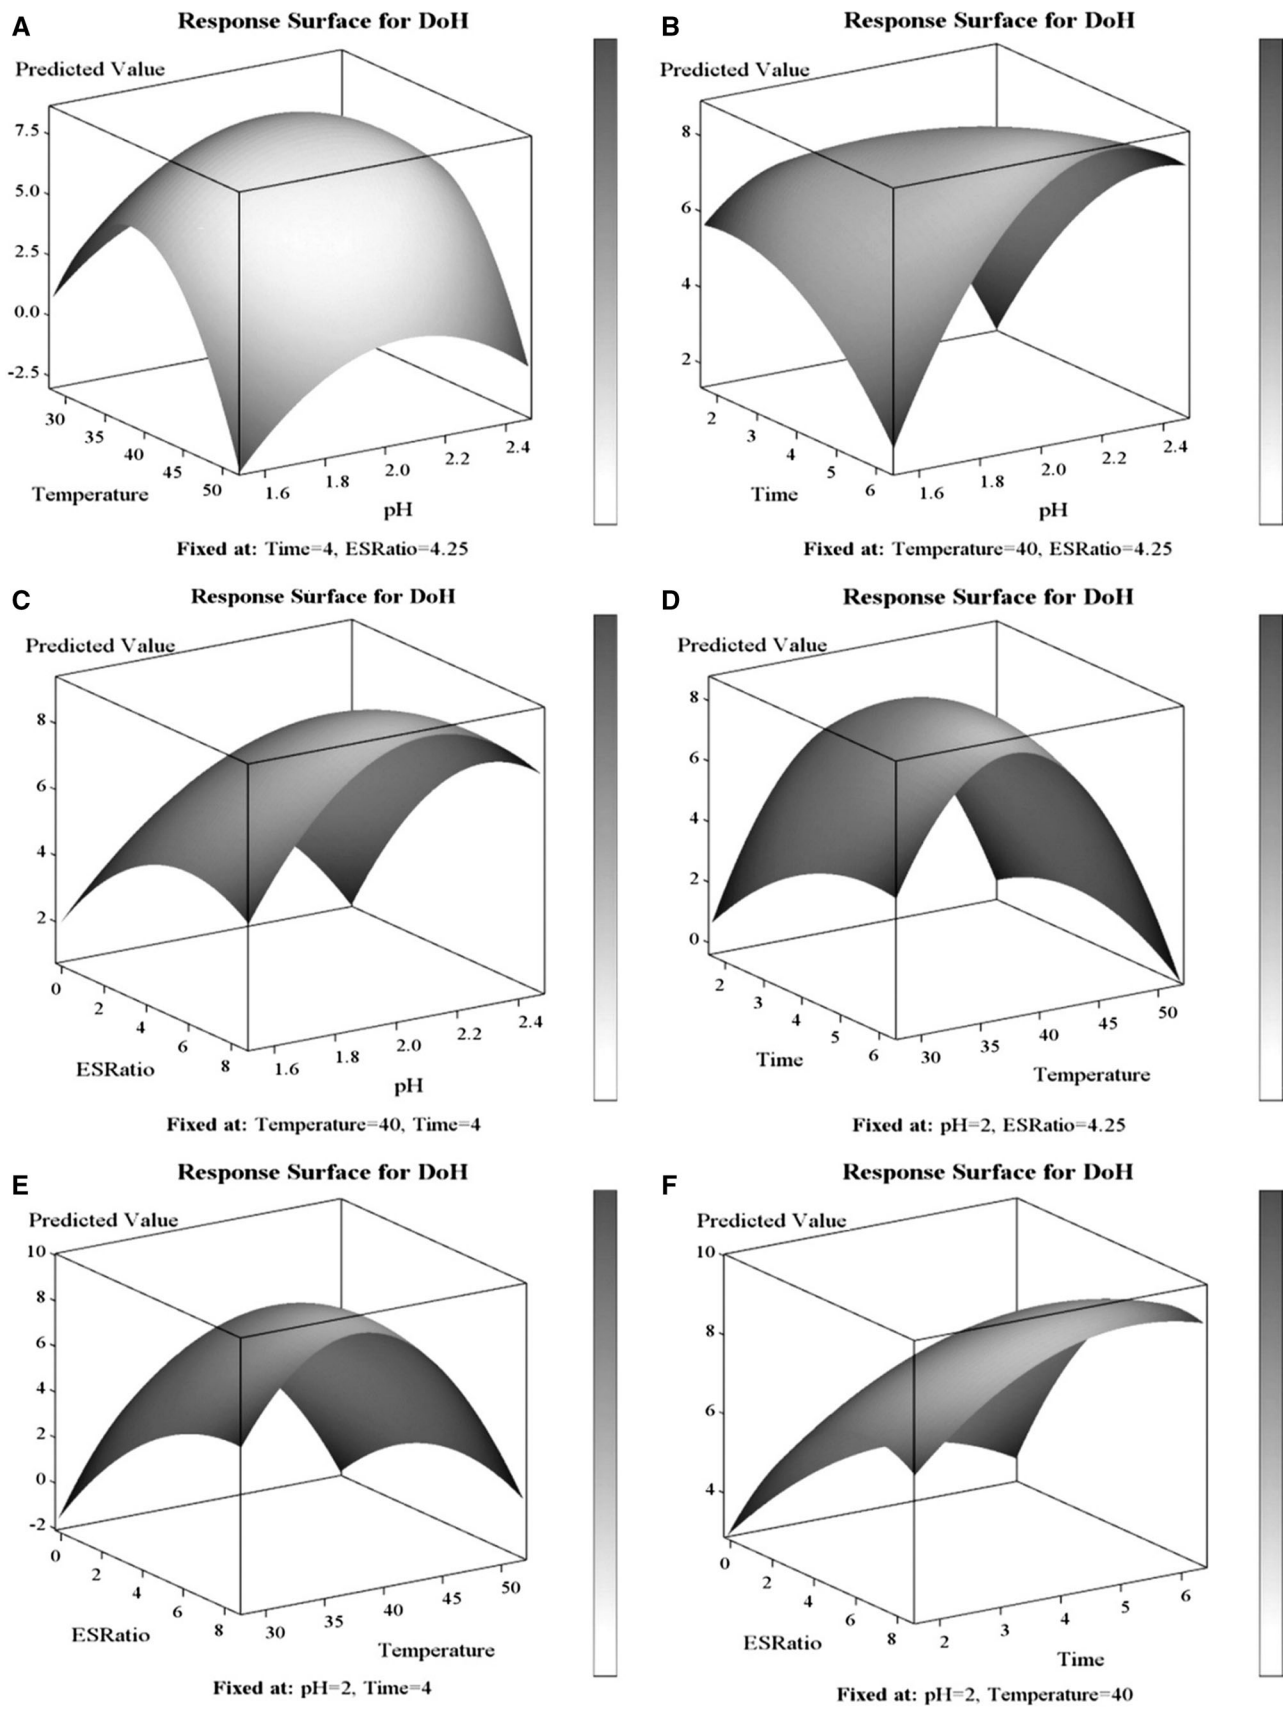 A
Response Surface for DoH
Predicted Value
7.5
5.0
2.5
0.0
-2.5
30
35
40
45
50
Temperature
1.6
1.8
2.0
2.2
2.4
pH
Fixed at: Time=4, ESRatio=4.25
B
Response Surface for DoH
Predicted Value
8
6
4
2
2
3
4
5
6
Time
1.6
1.8
2.0
2.2
2.4
pH
Fixed at: Temperature=40, ESRatio=4.25
C
Response Surface for DoH
Predicted Value
8
6
4
2
0
2
4
6
8
ESRatio
1.6
1.8
2.0
2.2
2.4
pH
Fixed at: Temperature=40, Time=4
D
Response Surface for DoH
Predicted Value
8
6
4
2
0
2
3
4
5
6
Time
30
35
40
45
50
Temperature
Fixed at: pH=2, ESRatio=4.25
E
Response Surface for DoH
Predicted Value
10
8
6
4
2
0
-2
0
2
4
6
8
ESRatio
30
35
40
45
50
Temperature
Fixed at: pH=2, Time=4
F
Response Surface for DoH
Predicted Value
10
8
6
4
0
2
4
6
8
ESRatio
2
3
4
5
6
Time
Fixed at: pH=2, Temperature=40